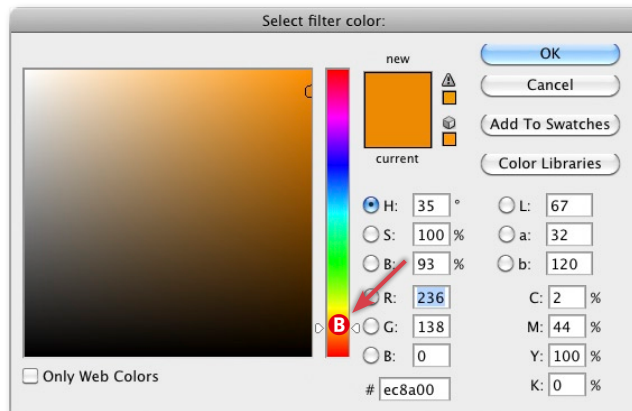 Select filter color:
new
current
OK
Cancel
Add To Swatches
Color Libraries
H: 35 °
S: 100 %
B: 93 %
R: 236
G: 138
B: 0
# ec8a00
L: 67
a: 32
b: 120
C: 2 %
M: 44 %
Y: 100 %
K: 0 %
B
Only Web Colors